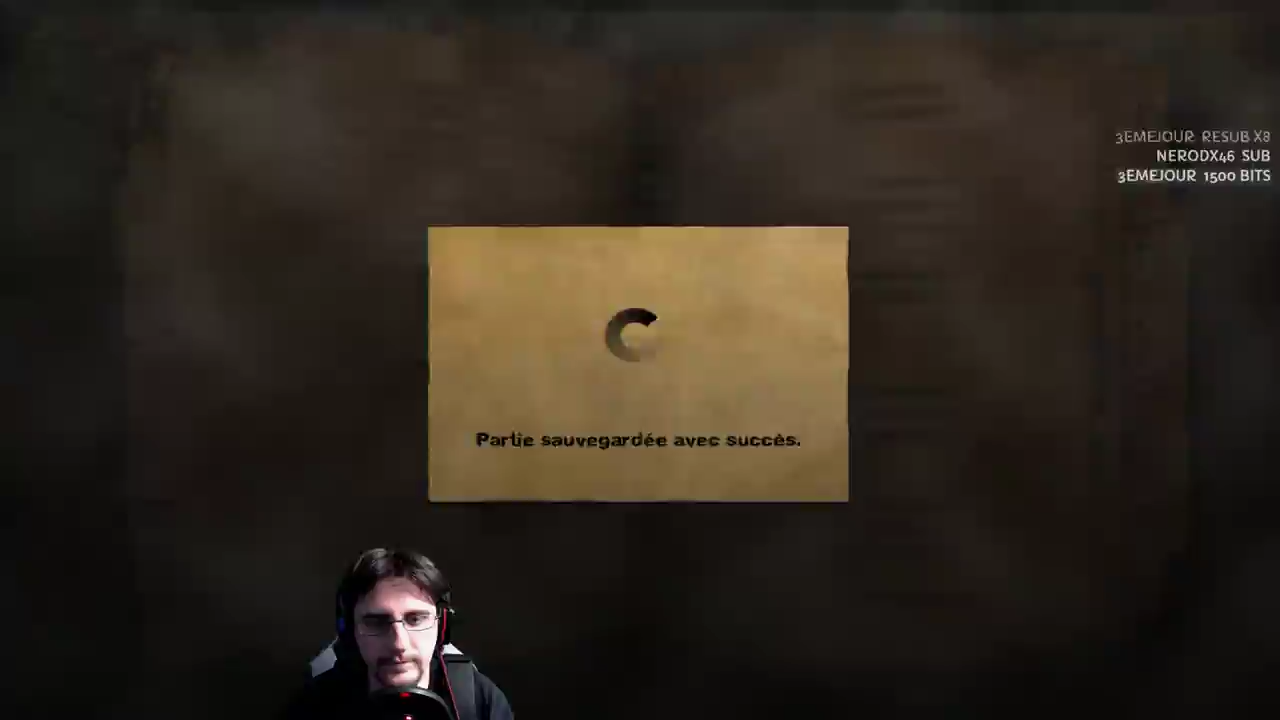 3EMEJOUR RESUB X8
NERODX46 SUB
3EMEJOUR 1500 BITS
Partie sauvegardée avec succès.